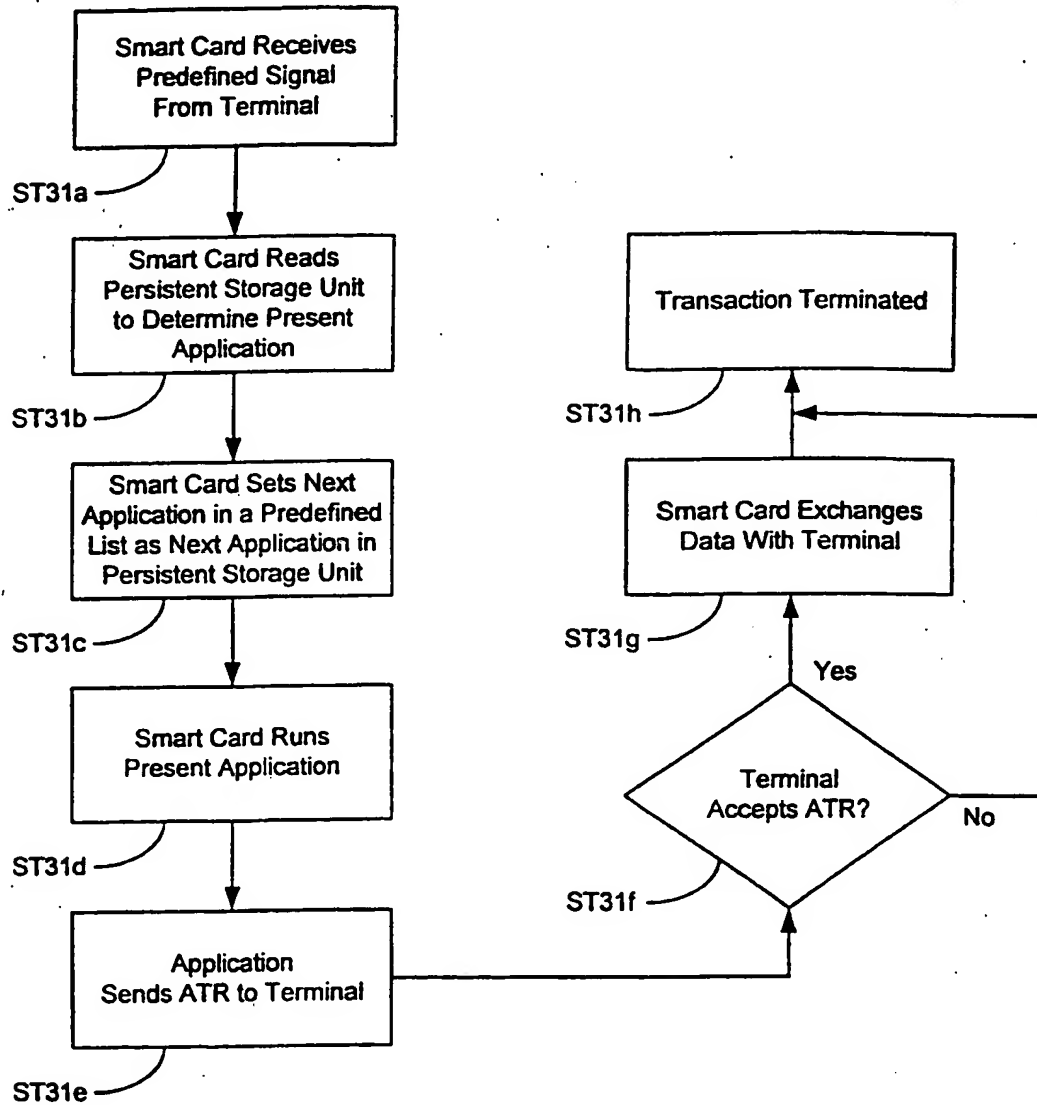 Smart Card Receives
Predefined Signal
From Terminal
ST31a
Smart Card Reads
Persistent Storage Unit
to Determine Present
Application
ST31b
Smart Card Sets Next
Application in a Predefined
List as Next Application in
Persistent Storage Unit
ST31c
Smart Card Runs
Present Application
ST31d
Application
Sends ATR to Terminal
ST31e
Transaction Terminated
ST31h
Smart Card Exchanges
Data With Terminal
ST31g
Yes
Terminal
Accepts ATR?
No
ST31f